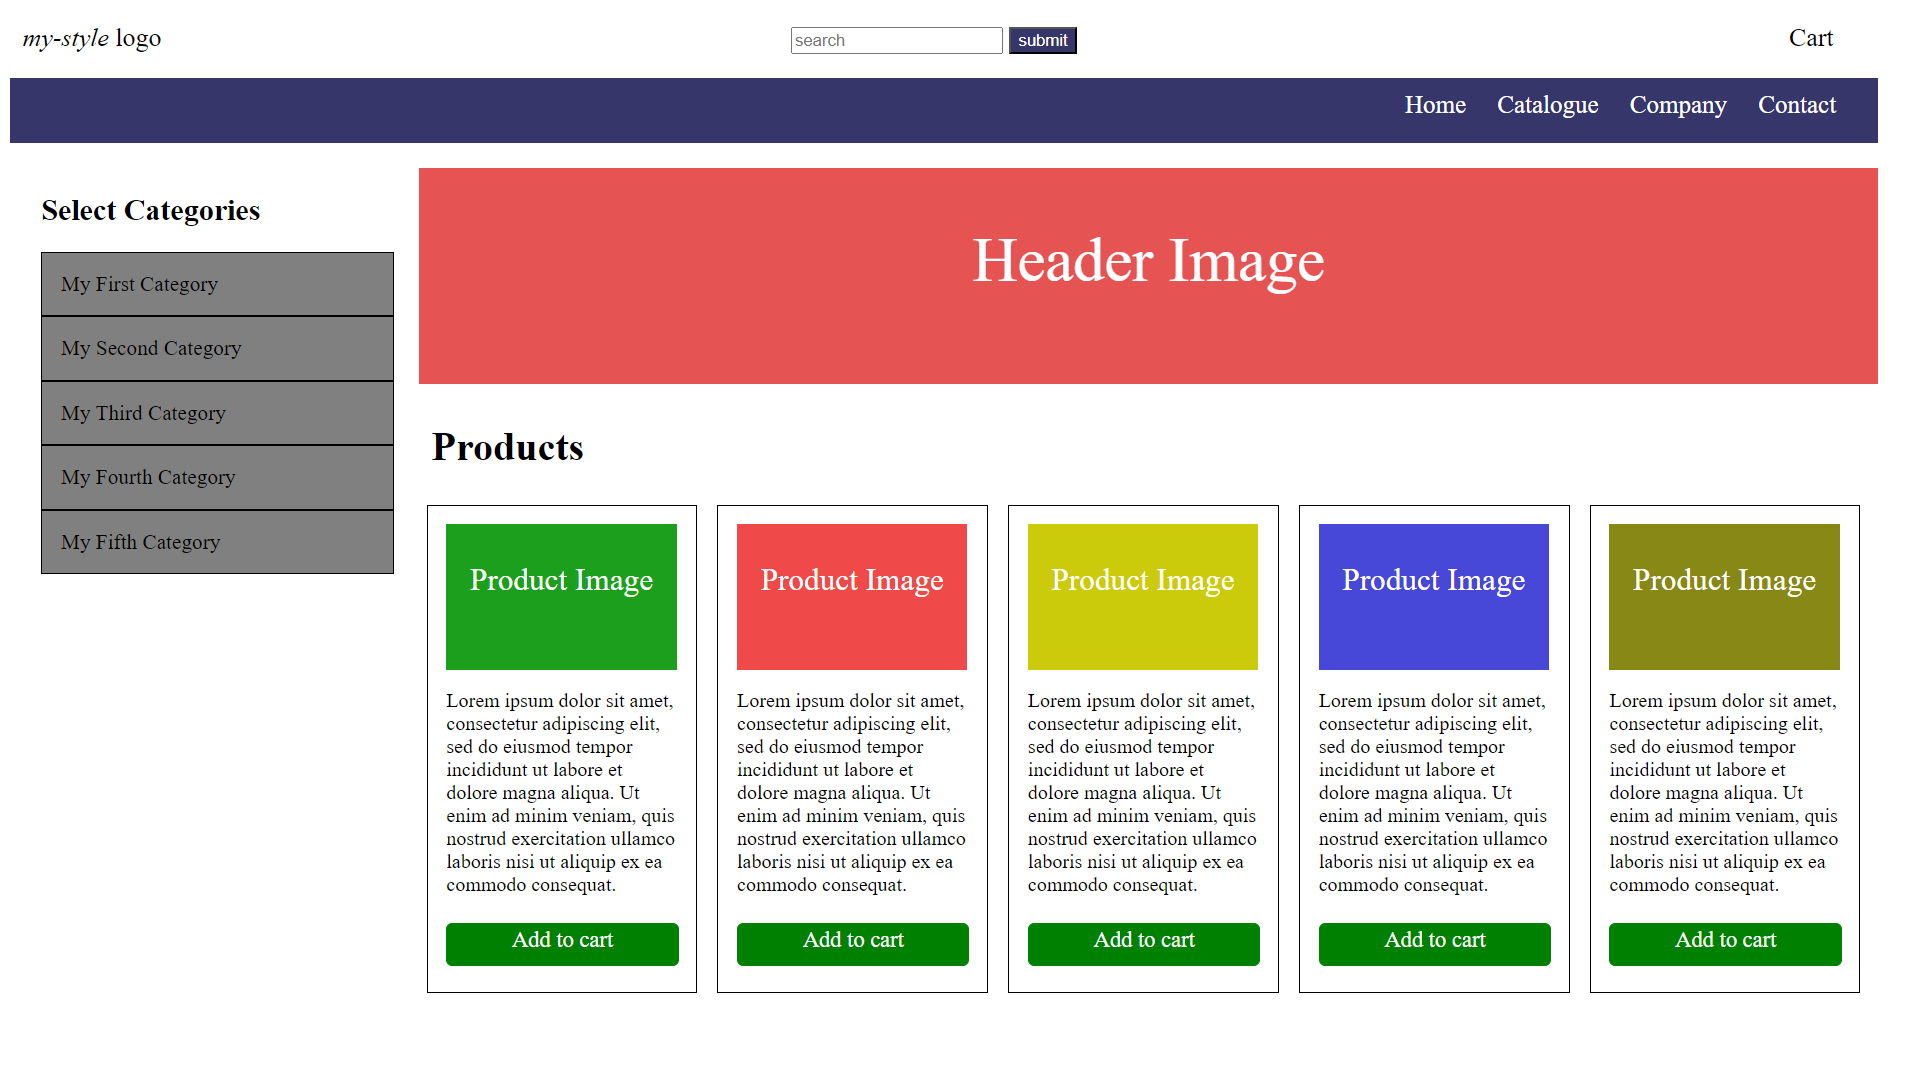 my-style logo
search
submit
Cart
Home
Catalogue
Company
Contact
Select Categories
My First Category
My Second Category
My Third Category
My Fourth Category
My Fifth Category
Header Image
Products
Product Image
Lorem ipsum dolor sit amet,
consectetur adipiscing elit,
sed do eiusmod tempor
incididunt ut labore et
dolore magna aliqua. Ut
enim ad minim veniam, quis
nostrud exercitation ullamco
laboris nisi ut aliquip ex ea
commodo consequat.
Add to cart
Product Image
Lorem ipsum dolor sit amet,
consectetur adipiscing elit,
sed do eiusmod tempor
incididunt ut labore et
dolore magna aliqua. Ut
enim ad minim veniam, quis
nostrud exercitation ullamco
laboris nisi ut aliquip ex ea
commodo consequat.
Add to cart
Product Image
Lorem ipsum dolor sit amet,
consectetur adipiscing elit,
sed do eiusmod tempor
incididunt ut labore et
dolore magna aliqua. Ut
enim ad minim veniam, quis
nostrud exercitation ullamco
laboris nisi ut aliquip ex ea
commodo consequat.
Add to cart
Product Image
Lorem ipsum dolor sit amet,
consectetur adipiscing elit,
sed do eiusmod tempor
incididunt ut labore et
dolore magna aliqua. Ut
enim ad minim veniam, quis
nostrud exercitation ullamco
laboris nisi ut aliquip ex ea
commodo consequat.
Add to cart
Product Image
Lorem ipsum dolor sit amet,
consectetur adipiscing elit,
sed do eiusmod tempor
incididunt ut labore et
dolore magna aliqua. Ut
enim ad minim veniam, quis
nostrud exercitation ullamco
laboris nisi ut aliquip ex ea
commodo consequat.
Add to cart